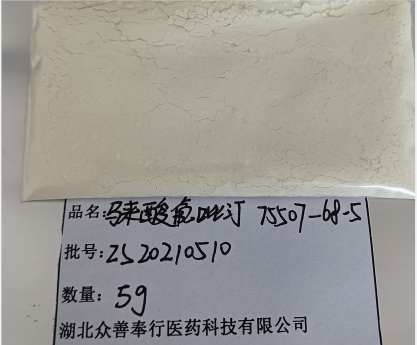 品名: 马来酸氟吡汀 75507-68-5
批号: ZS20210510
数量: 5g
湖北众善奉行医药科技有限公司